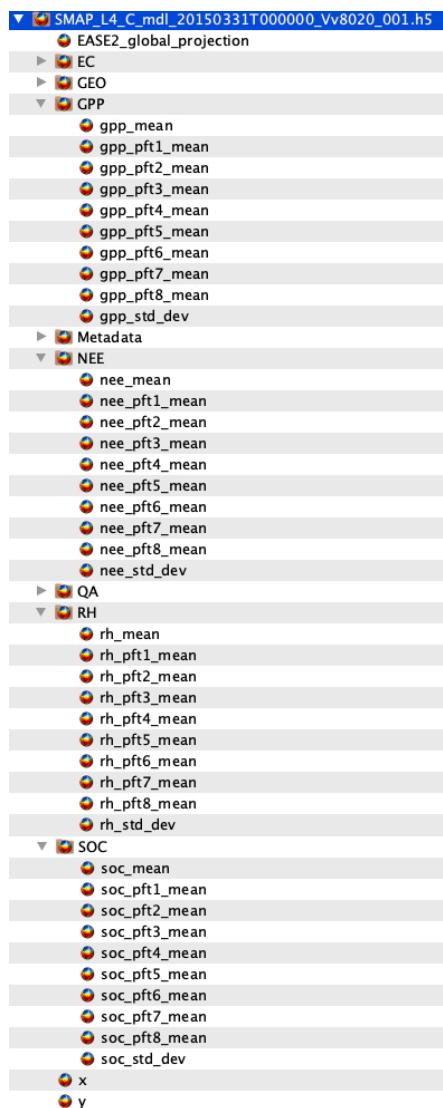 SMAP_L4_C_mdl_20150331T000000_Vv8020_001.h5
EASE2_global_projection
EC
GEO
GPP
gpp_mean
gpp_pft1_mean
gpp_pft2_mean
gpp_pft3_mean
gpp_pft4_mean
gpp_pft5_mean
gpp_pft6_mean
gpp_pft7_mean
gpp_pft8_mean
gpp_std_dev
Metadata
NEE
nee_mean
nee_pft1_mean
nee_pft2_mean
nee_pft3_mean
nee_pft4_mean
nee_pft5_mean
nee_pft6_mean
nee_pft7_mean
nee_pft8_mean
nee_std_dev
QA
RH
rh_mean
rh_pft1_mean
rh_pft2_mean
rh_pft3_mean
rh_pft4_mean
rh_pft5_mean
rh_pft6_mean
rh_pft7_mean
rh_pft8_mean
rh_std_dev
SOC
soc_mean
soc_pft1_mean
soc_pft2_mean
soc_pft3_mean
soc_pft4_mean
soc_pft5_mean
soc_pft6_mean
soc_pft7_mean
soc_pft8_mean
soc_std_dev
x
y